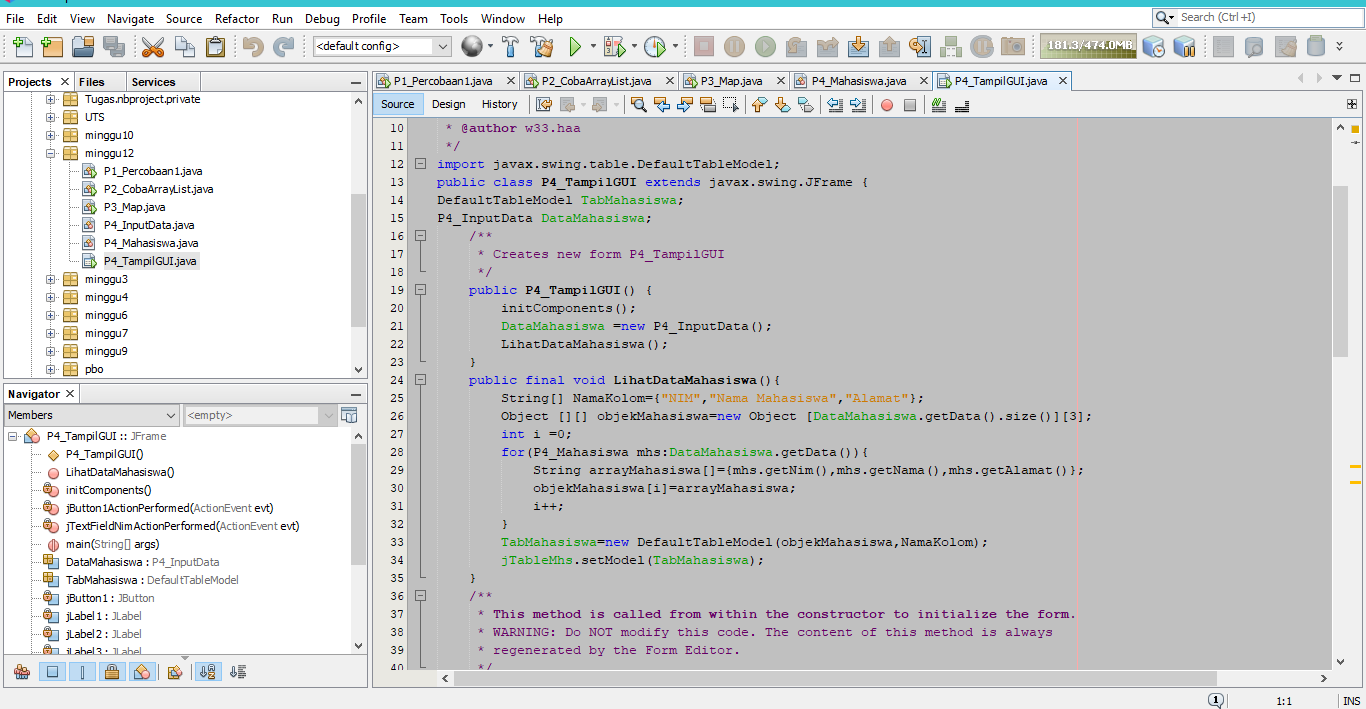 File Edit View Navigate Source Refactor Run Debug Profile Team Tools Window Help
Search (Ctrl+I)
<default config>
181.3/474.0MB
Projects Files Services
Tugas.nbproject.private
UTS
minggu10
minggu12
P1_Percobaan1.java
P2_CobaArrayList.java
P3_Map.java
P4_InputData.java
P4_Mahasiswa.java
P4_TampilGUI.java
minggu3
minggu4
minggu6
minggu7
minggu9
pbo
Navigator
Members <empty>
P4_TampilGUI :: JFrame
P4_TampilGUI()
LihatDataMahasiswa()
initComponents()
jButton1ActionPerformed(ActionEvent evt)
jTextFieldNimActionPerformed(ActionEvent evt)
main(String[] args)
DataMahasiswa : P4_InputData
TabMahasiswa : DefaultTableModel
jButton1 : JButton
jLabel1 : JLabel
jLabel2 : JLabel
jLabel3 : JLabel
P1_Percobaan1.java P2_CobaArrayList.java P3_Map.java P4_Mahasiswa.java P4_TampilGUI.java
Source Design History
10 * @author w33.haa
11 */
12 import javax.swing.table.DefaultTableModel;
13 public class P4_TampilGUI extends javax.swing.JFrame {
14 DefaultTableModel TabMahasiswa;
15 P4_InputData DataMahasiswa;
16 /**
17 * Creates new form P4_TampilGUI
18 */
19 public P4_TampilGUI() {
20 initComponents();
21 DataMahasiswa =new P4_InputData();
22 LihatDataMahasiswa();
23 }
24 public final void LihatDataMahasiswa(){
25 String[] NamaKolom={"NIM","Nama Mahasiswa","Alamat"};
26 Object [][] objekMahasiswa=new Object [DataMahasiswa.getData().size()][3];
27 int i =0;
28 for(P4_Mahasiswa mhs:DataMahasiswa.getData()){
29 String arrayMahasiswa[]={mhs.getNim(),mhs.getNama(),mhs.getAlamat()};
30 objekMahasiswa[i]=arrayMahasiswa;
31 i++;
32 }
33 TabMahasiswa=new DefaultTableModel(objekMahasiswa,NamaKolom);
34 jTableMhs.setModel(TabMahasiswa);
35 }
36 /**
37 * This method is called from within the constructor to initialize the form.
38 * WARNING: Do NOT modify this code. The content of this method is always
39 * regenerated by the Form Editor.
40 */
1 1:1 INS